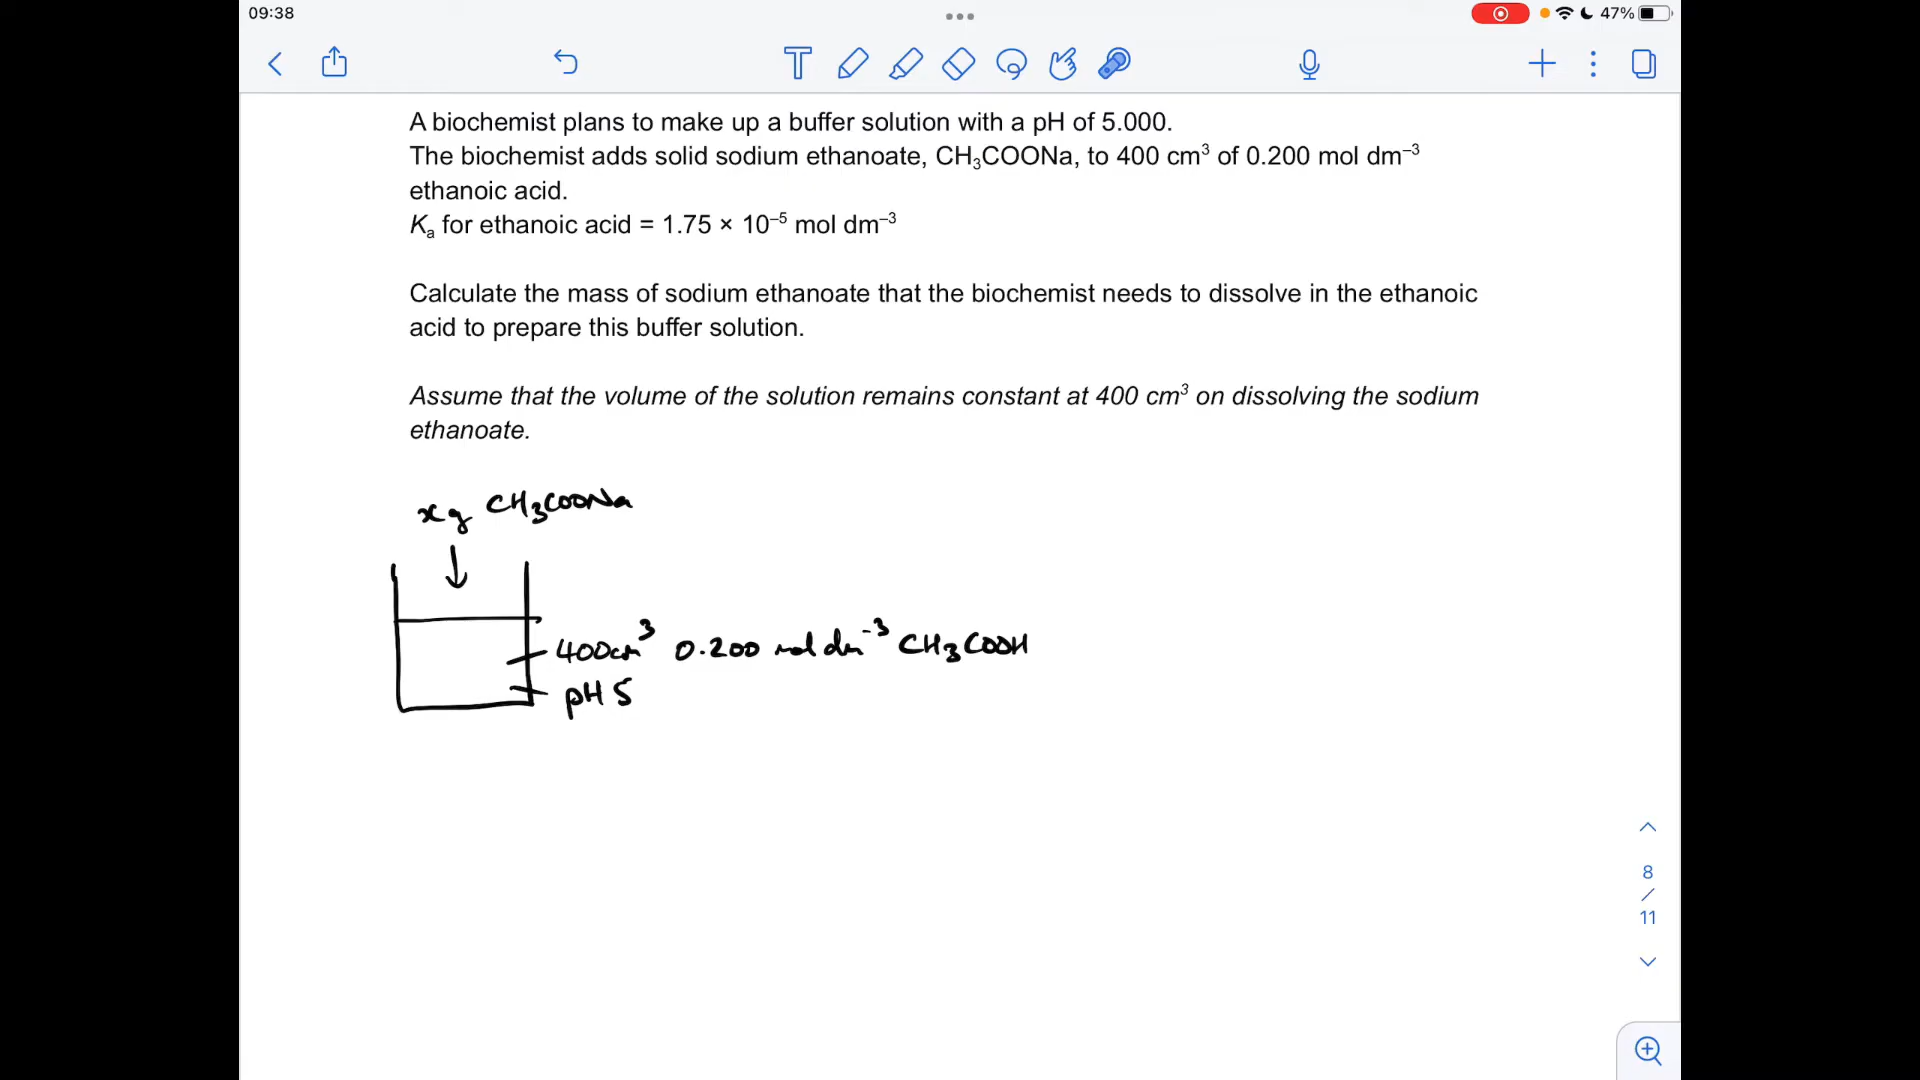 09:38
47%
A biochemist plans to make up a buffer solution with a pH of 5.000.
The biochemist adds solid sodium ethanoate, CH₃COONa, to 400 cm³ of 0.200 mol dm⁻³
ethanoic acid.
Kₐ for ethanoic acid = 1.75 × 10⁻⁵ mol dm⁻³
Calculate the mass of sodium ethanoate that the biochemist needs to dissolve in the ethanoic
acid to prepare this buffer solution.
Assume that the volume of the solution remains constant at 400 cm³ on dissolving the sodium
ethanoate.
x g CH₃COONa
400cm³ 0.200 mol dm⁻³ CH₃COOH
pH 5
8
/
11